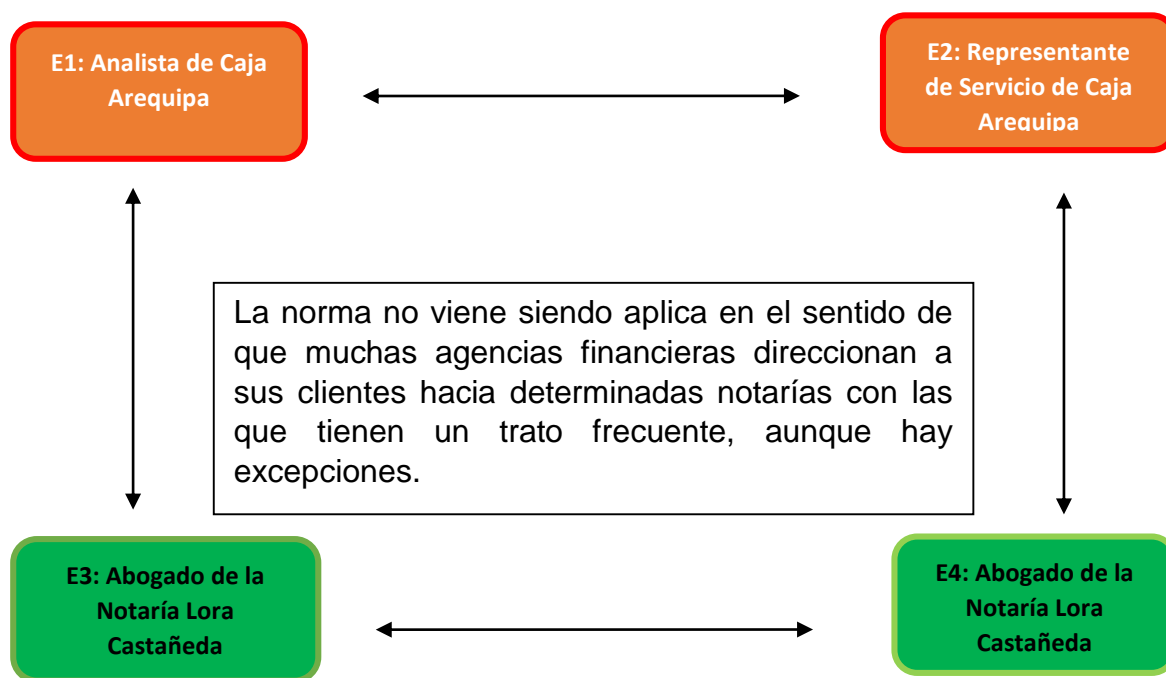 E1: Analista de Caja
Arequipa
E2: Representante
de Servicio de Caja
Arequipa
La norma no viene siendo aplica en el sentido de
que muchas agencias financieras direccionan a
sus clientes hacia determinadas notarías con las
que tienen un trato frecuente, aunque hay
excepciones.
E3: Abogado de la
Notaría Lora
Castañeda
E4: Abogado de la
Notaría Lora
Castañeda